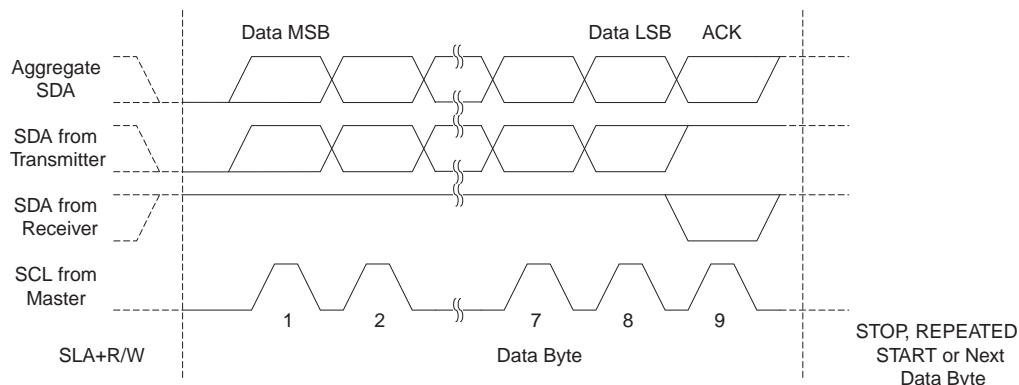 Data MSB
Data LSB
ACK
Aggregate
SDA
SDA from
Transmitter
SDA from
Receiver
SCL from
Master
1
2
7
8
9
SLA+R/W
Data Byte
STOP, REPEATED
START or Next
Data Byte